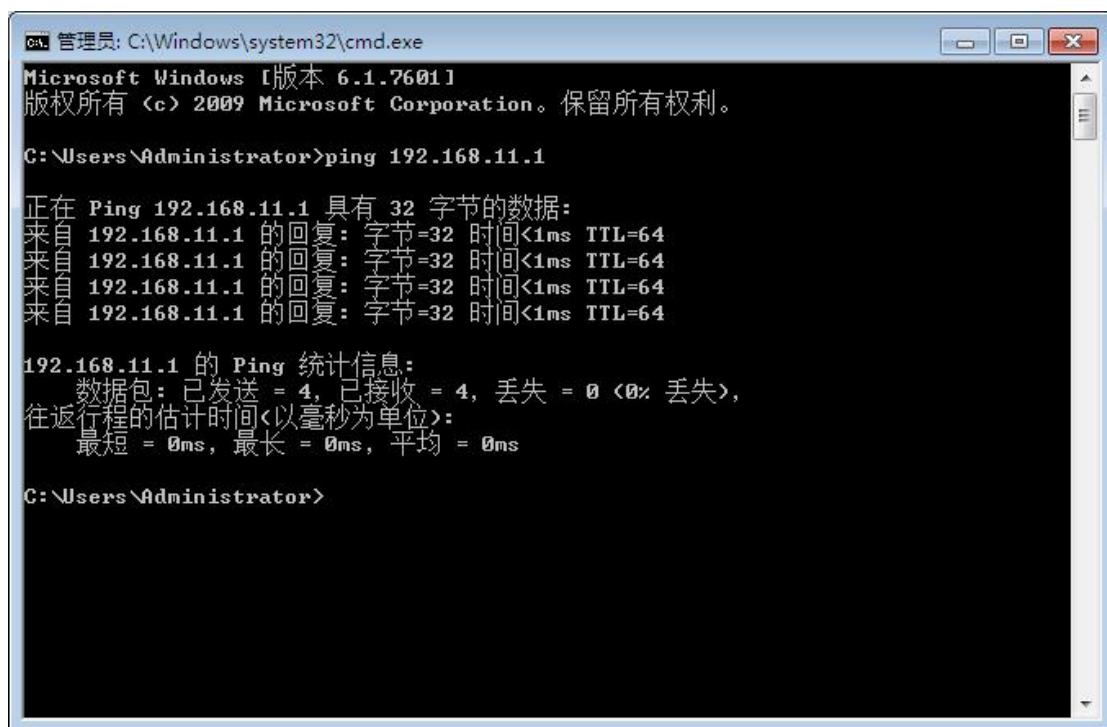 管理员: C:\Windows\system32\cmd.exe
Microsoft Windows [版本 6.1.7601]
版权所有 (c) 2009 Microsoft Corporation。保留所有权利。
C:\Users\Administrator>ping 192.168.11.1
正在 Ping 192.168.11.1 具有 32 字节的数据:
来自 192.168.11.1 的回复: 字节=32 时间<1ms TTL=64
来自 192.168.11.1 的回复: 字节=32 时间<1ms TTL=64
来自 192.168.11.1 的回复: 字节=32 时间<1ms TTL=64
来自 192.168.11.1 的回复: 字节=32 时间<1ms TTL=64
192.168.11.1 的 Ping 统计信息:
数据包: 已发送 = 4, 已接收 = 4, 丢失 = 0 (0% 丢失),
往返行程的估计时间(以毫秒为单位):
最短 = 0ms, 最长 = 0ms, 平均 = 0ms
C:\Users\Administrator>